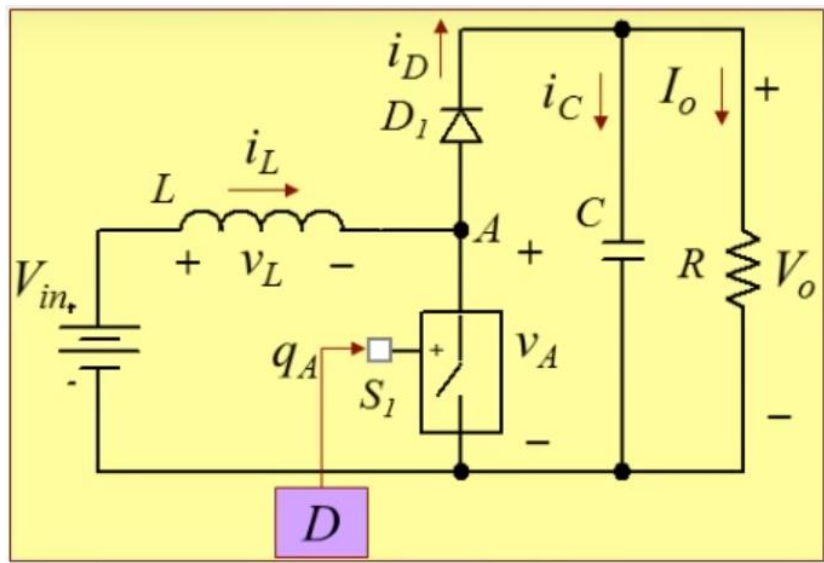 i_D
D_1
i_C
I_o
+
i_L
L
A
C
+ v_L −
+
R
V_o
V_in
+
-
q_A
S_1
+
v_A
−
−
D